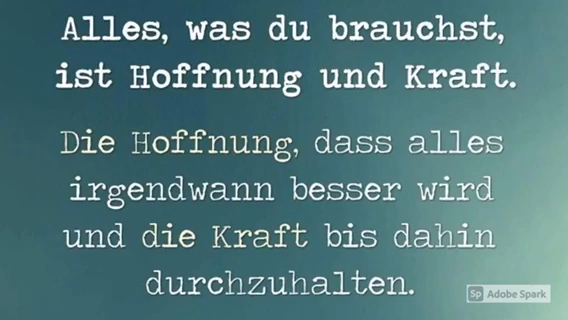 Alles, was du brauchst,
ist Hoffnung und Kraft.
Die Hoffnung, dass alles
irgendwann besser wird
und die Kraft bis dahin
durchzuhalten.
Sp Adobe Spark